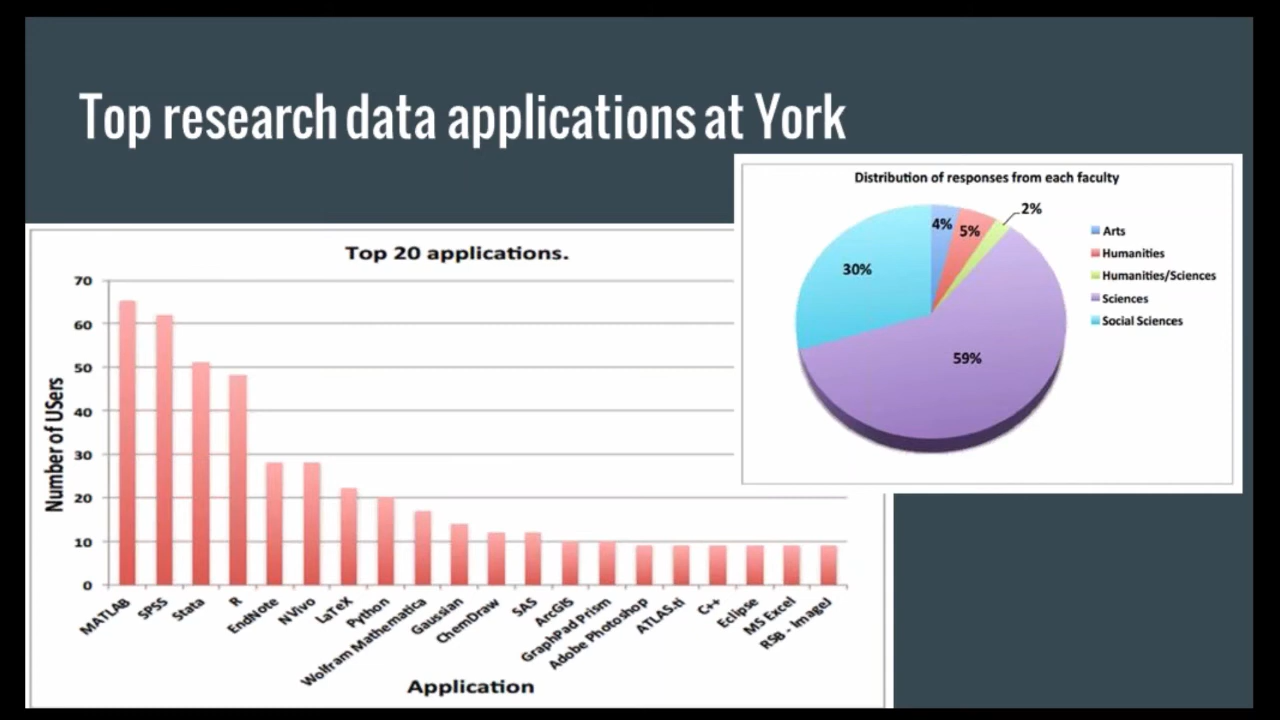 Top research data applications at York
Distribution of responses from each faculty
4%
5%
2%
30%
59%
Arts
Humanities
Humanities/Sciences
Sciences
Social Sciences
Top 20 applications.
70
60
50
40
30
20
10
0
Number of USers
MATLAB
SPSS
Stata
R
EndNote
NVivo
LaTeX
Python
Wolfram Mathematica
Gaussian
ChemDraw
SAS
ArcGIS
GraphPad Prism
Adobe Photoshop
ATLAS.ti
C++
Eclipse
MS Excel
RSB - ImageJ
Application